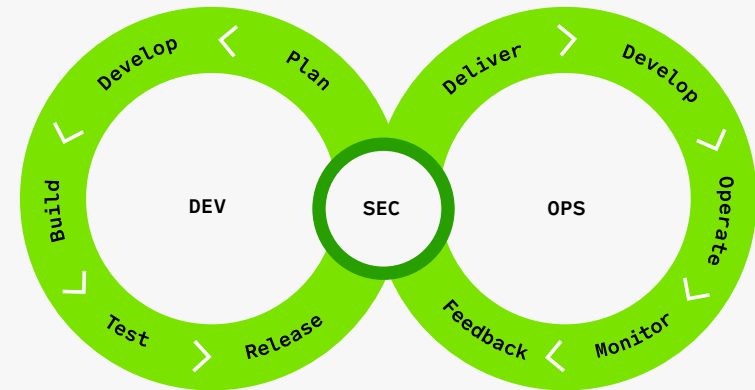 Plan
Develop
Build
Test
Release
DEV
SEC
OPS
Deliver
Develop
Operate
Monitor
Feedback